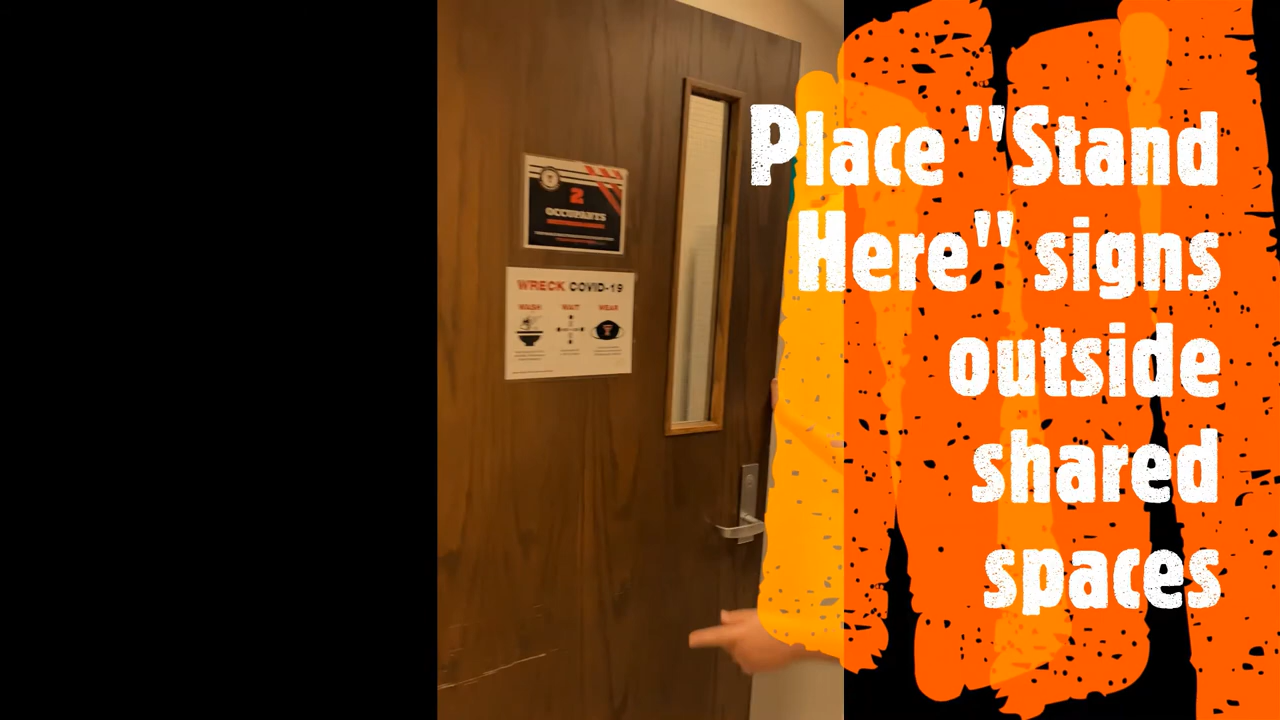 Place "Stand
Here" signs
outside
shared
spaces
2
OCCUPANTS
WRECK COVID-19
WASH WAIT WEAR